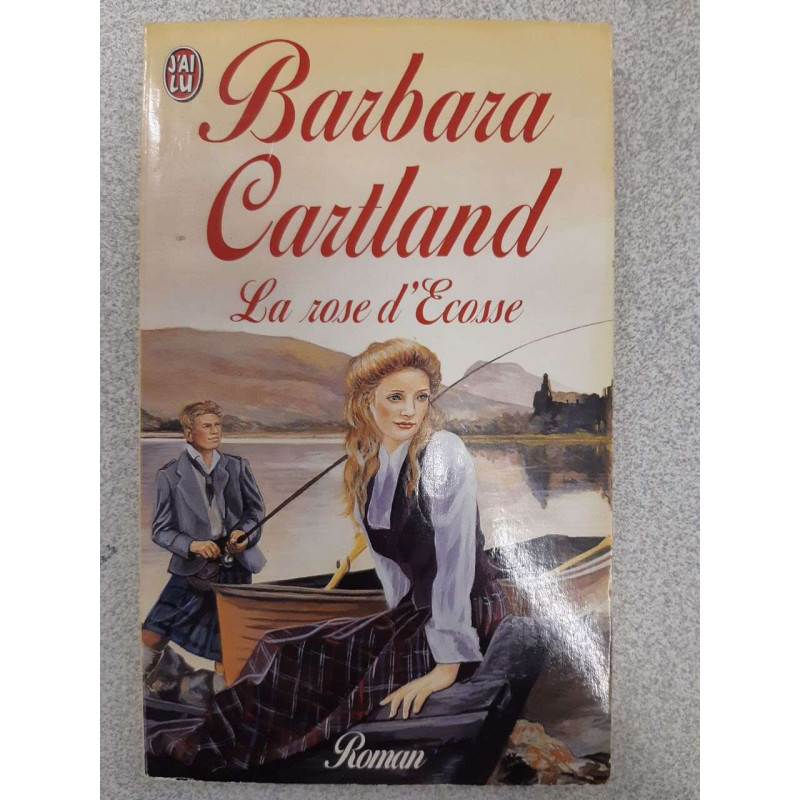 J'AI
LU
Barbara
Cartland
La rose d'Ecosse
Roman